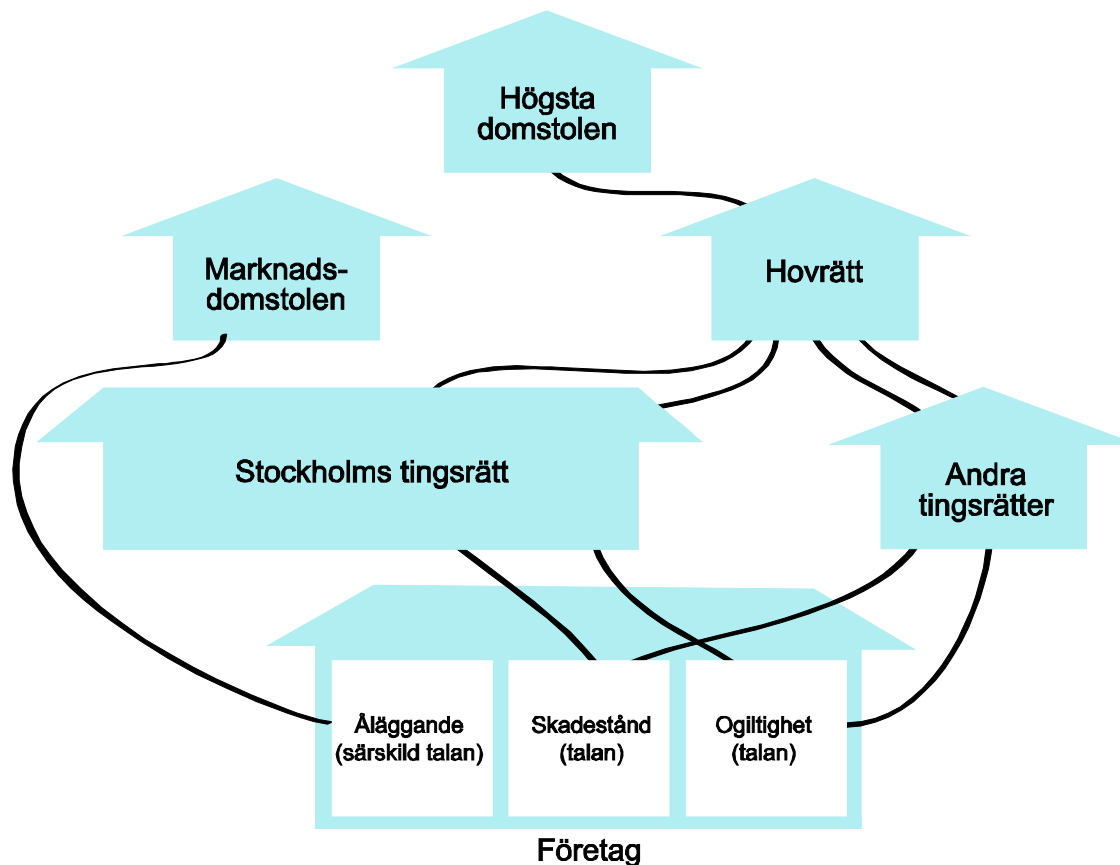 Högsta
domstolen
Marknads-
domstolen
Hovrätt
Stockholms tingsrätt
Andra
tingsrätter
Åläggande
(särskild talan)
Skadestånd
(talan)
Ogiltighet
(talan)
Företag